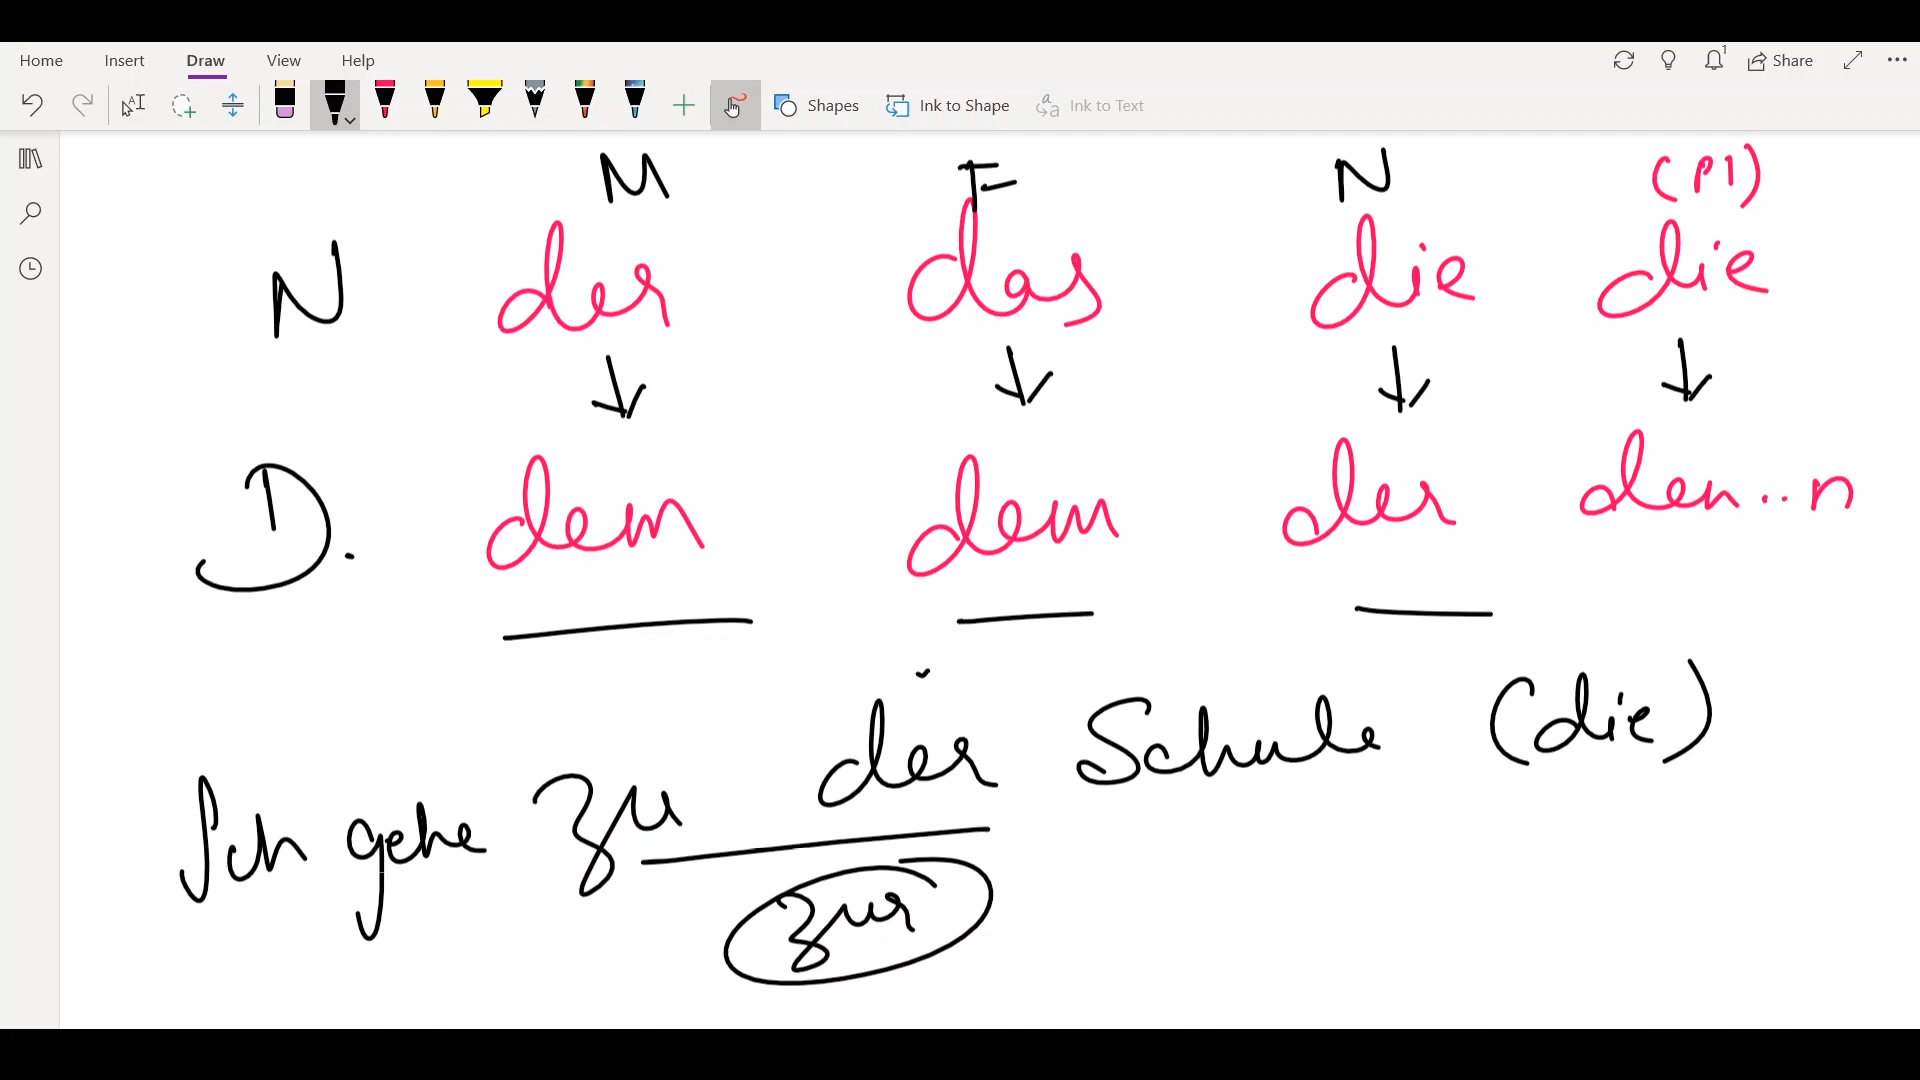 Home Insert Draw View Help 1 Share
Shapes Ink to Shape Ink to Text
M F N (Pl)
N der das die die
D. dem dem der den..n
Ich gehe zu der Schule (die)
zur